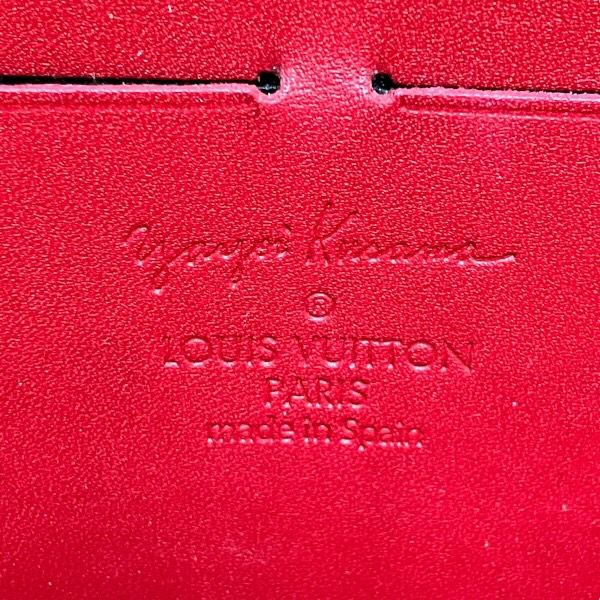 Yayoi Kusama
®
LOUIS VUITTON
PARIS
made in Spain